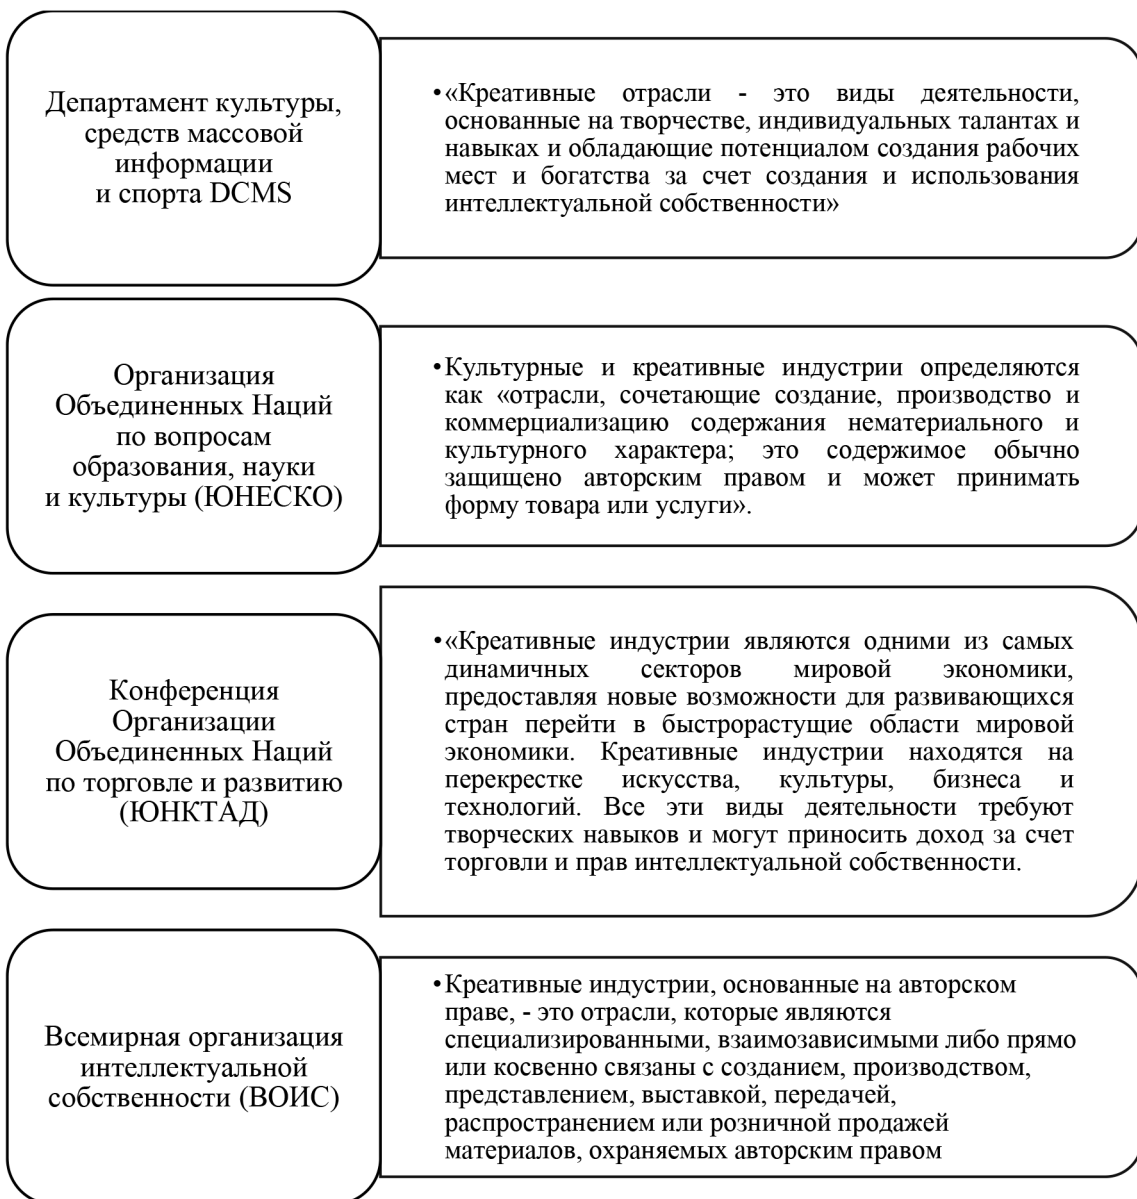 Департамент культуры,
средств массовой
информации
и спорта DCMS
•«Креативные отрасли - это виды деятельности,
основанные на творчестве, индивидуальных талантах и
навыках и обладающие потенциалом создания рабочих
мест и богатства за счет создания и использования
интеллектуальной собственности»
Организация
Объединенных Наций
по вопросам
образования, науки
и культуры (ЮНЕСКО)
•Культурные и креативные индустрии определяются
как «отрасли, сочетающие создание, производство и
коммерциализацию содержания нематериального и
культурного характера; это содержимое обычно
защищено авторским правом и может принимать
форму товара или услуги».
Конференция
Организации
Объединенных Наций
по торговле и развитию
(ЮНКТАД)
•«Креативные индустрии являются одними из самых
динамичных секторов мировой экономики,
предоставляя новые возможности для развивающихся
стран перейти в быстрорастущие области мировой
экономики. Креативные индустрии находятся на
перекрестке искусства, культуры, бизнеса и
технологий. Все эти виды деятельности требуют
творческих навыков и могут приносить доход за счет
торговли и прав интеллектуальной собственности.
Всемирная организация
интеллектуальной
собственности (ВОИС)
•Креативные индустрии, основанные на авторском
праве, - это отрасли, которые являются
специализированными, взаимозависимыми либо прямо
или косвенно связаны с созданием, производством,
представлением, выставкой, передачей,
распространением или розничной продажей
материалов, охраняемых авторским правом